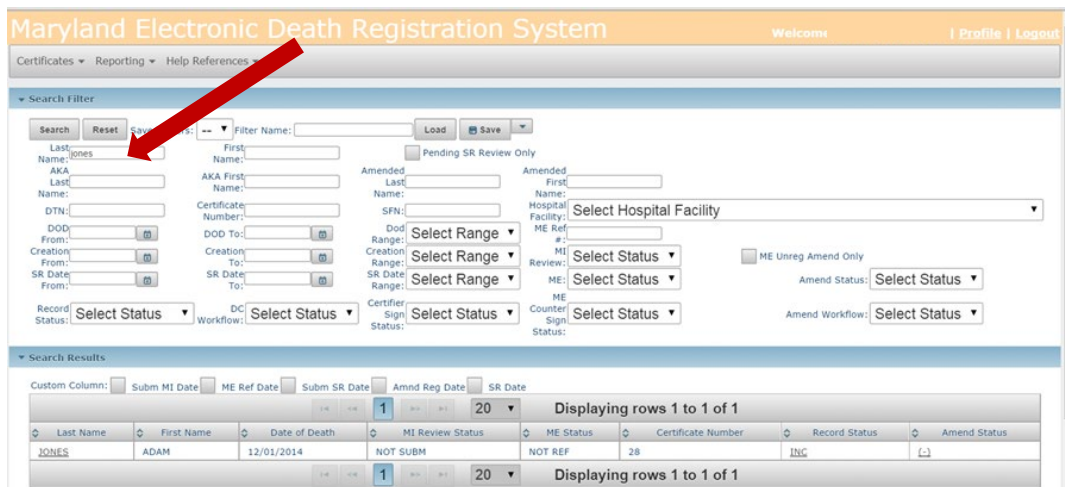 Maryland Electronic Death Registration System Welcome | Profile | Logout
Certificates Reporting Help References
Search Filter
Search Reset Filter Name: Load Save
Last Name: jones First Name: Pending SR Review Only
AKA Last Name: AKA First Name: Amended Last Name: Amended First Name:
DTN: Certificate Number: SFN: Hospital Facility: Select Hospital Facility
DOD From: DOD To: Dod Range: Select Range ME Ref #:
Creation From: Creation To: Creation Range: Select Range MI Review: Select Status ME Unreg Amend Only
SR Date From: SR Date To: SR Date Range: Select Range ME: Select Status Amend Status: Select Status
Record Status: Select Status DC Workflow: Select Status Certifier Sign Status: Select Status ME Counter Sign Status: Select Status Amend Workflow: Select Status
Search Results
Custom Column: Subm MI Date ME Ref Date Subm SR Date Amnd Reg Date SR Date
1 20 Displaying rows 1 to 1 of 1
Last Name First Name Date of Death MI Review Status ME Status Certificate Number Record Status Amend Status
JONES ADAM 12/01/2014 NOT SUBM NOT REF 28 INC (-)
1 20 Displaying rows 1 to 1 of 1